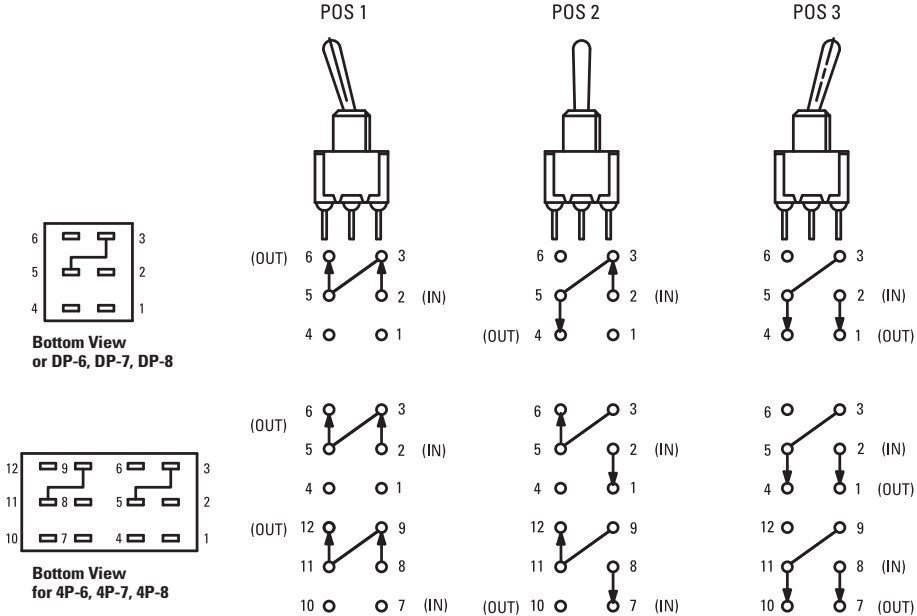 POS 1 POS 2 POS 3
6 3
5 2
4 1
Bottom View
or DP-6, DP-7, DP-8
(OUT) 6 3
5 2 (IN)
4 1
6 3
5 2 (IN)
(OUT) 4 1
6 3
5 2 (IN)
4 1 (OUT)
12 9 6 3
11 8 5 2
10 7 4 1
Bottom View
for 4P-6, 4P-7, 4P-8
(OUT) 6 3
5 2 (IN)
4 1
(OUT) 12 9
11 8
10 7 (IN)
6 3
5 2 (IN)
4 1
12 9
11 8
(OUT) 10 7 (IN)
6 3
5 2 (IN)
4 1 (OUT)
12 9
11 8 (IN)
10 7 (OUT)